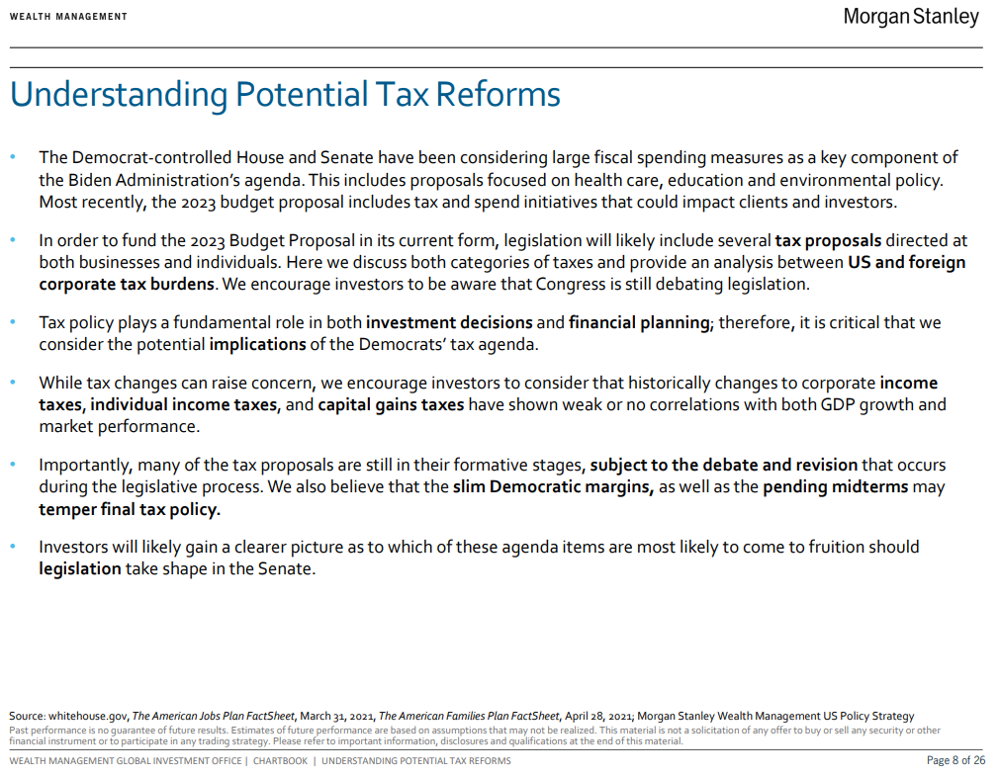 WEALTH MANAGEMENT
Morgan Stanley
Understanding Potential Tax Reforms
• The Democrat-controlled House and Senate have been considering large fiscal spending measures as a key component of
the Biden Administration's agenda. This includes proposals focused on health care, education and environmental policy.
Most recently, the 2023 budget proposal includes tax and spend initiatives that could impact clients and investors.
• In order to fund the 2023 Budget Proposal in its current form, legislation will likely include several tax proposals directed at
both businesses and individuals. Here we discuss both categories of taxes and provide an analysis between US and foreign
corporate tax burdens. We encourage investors to be aware that Congress is still debating legislation.
• Tax policy plays a fundamental role in both investment decisions and financial planning; therefore, it is critical that we
consider the potential implications of the Democrats' tax agenda.
• While tax changes can raise concern, we encourage investors to consider that historically changes to corporate income
taxes, individual income taxes, and capital gains taxes have shown weak or no correlations with both GDP growth and
market performance.
• Importantly, many of the tax proposals are still in their formative stages, subject to the debate and revision that occurs
during the legislative process. We also believe that the slim Democratic margins, as well as the pending midterms may
temper final tax policy.
• Investors will likely gain a clearer picture as to which of these agenda items are most likely to come to fruition should
legislation take shape in the Senate.
Source: whitehouse.gov, The American Jobs Plan FactSheet, March 31, 2021, The American Families Plan FactSheet, April 28, 2021; Morgan Stanley Wealth Management US Policy Strategy
Past performance is no guarantee of future results. Estimates of future performance are based on assumptions that may not be realized. This material is not a solicitation of any offer to buy or sell any security or other
financial instrument or to participate in any trading strategy. Please refer to important information, disclosures and qualifications at the end of this material.
WEALTH MANAGEMENT GLOBAL INVESTMENT OFFICE | CHARTBOOK | UNDERSTANDING POTENTIAL TAX REFORMS
Page 8 of 26